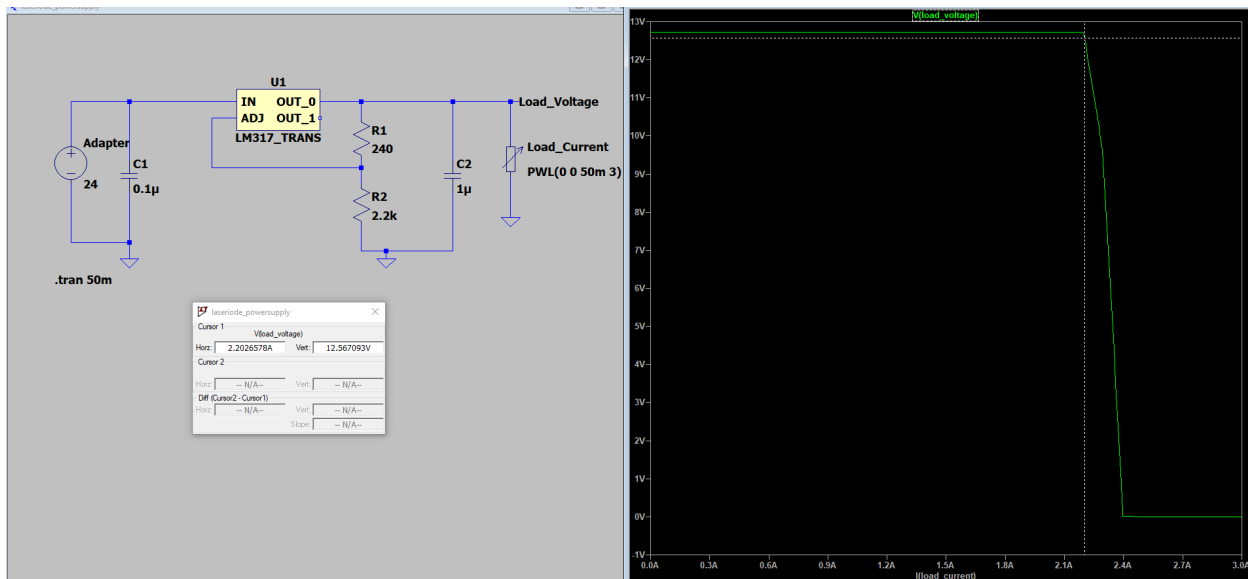 laseriode_powersupply
U1
IN OUT_0
ADJ OUT_1
LM317_TRANS
Load_Voltage
Adapter
24
C1
0.1µ
R1
240
R2
2.2k
C2
1µ
Load_Current
PWL(0 0 50m 3)
.tran 50m
laseriode_powersupply
Cursor 1
V(load_voltage)
Horz: 2.2026578A Vert: 12.567093V
Cursor 2
Horz: -- N/A-- Vert: -- N/A--
Diff (Cursor2 - Cursor1)
Horz: -- N/A-- Vert: -- N/A--
Slope: -- N/A--
V(load_voltage)
13V
12V
11V
10V
9V
8V
7V
6V
5V
4V
3V
2V
1V
0V
-1V
0.0A 0.3A 0.6A 0.9A 1.2A 1.5A 1.8A 2.1A 2.4A 2.7A 3.0A
I(load_current)